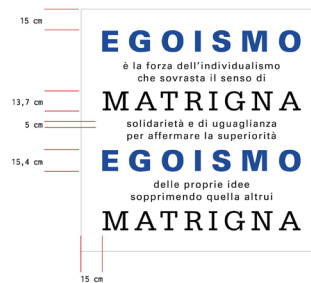 15 cm
EGOISMO
è la forza dell'individualismo
che sovrasta il senso di
13,7 cm
MATRIGNA
5 cm
solidarietà e di uguaglianza
per affermare la superiorità
15,4 cm
EGOISMO
delle proprie idee
sopprimendo quella altrui
MATRIGNA
15 cm